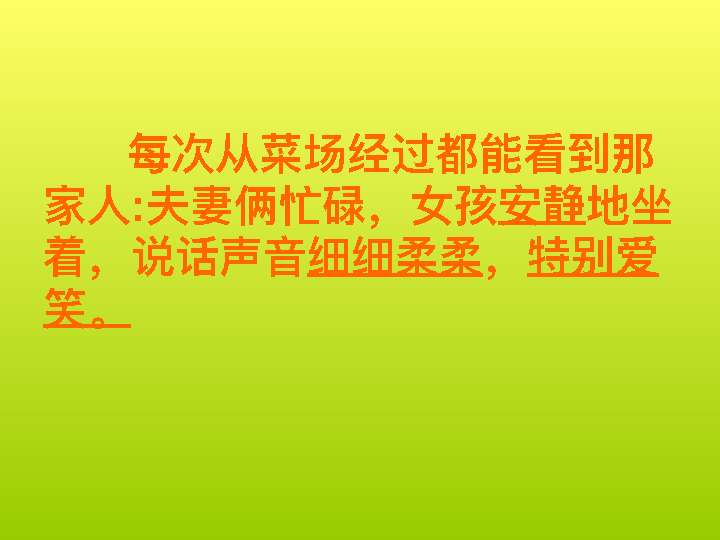 每次从菜场经过都能看到那
家人:夫妻俩忙碌，女孩安静地坐
着，说话声音细细柔柔，特别爱
笑。